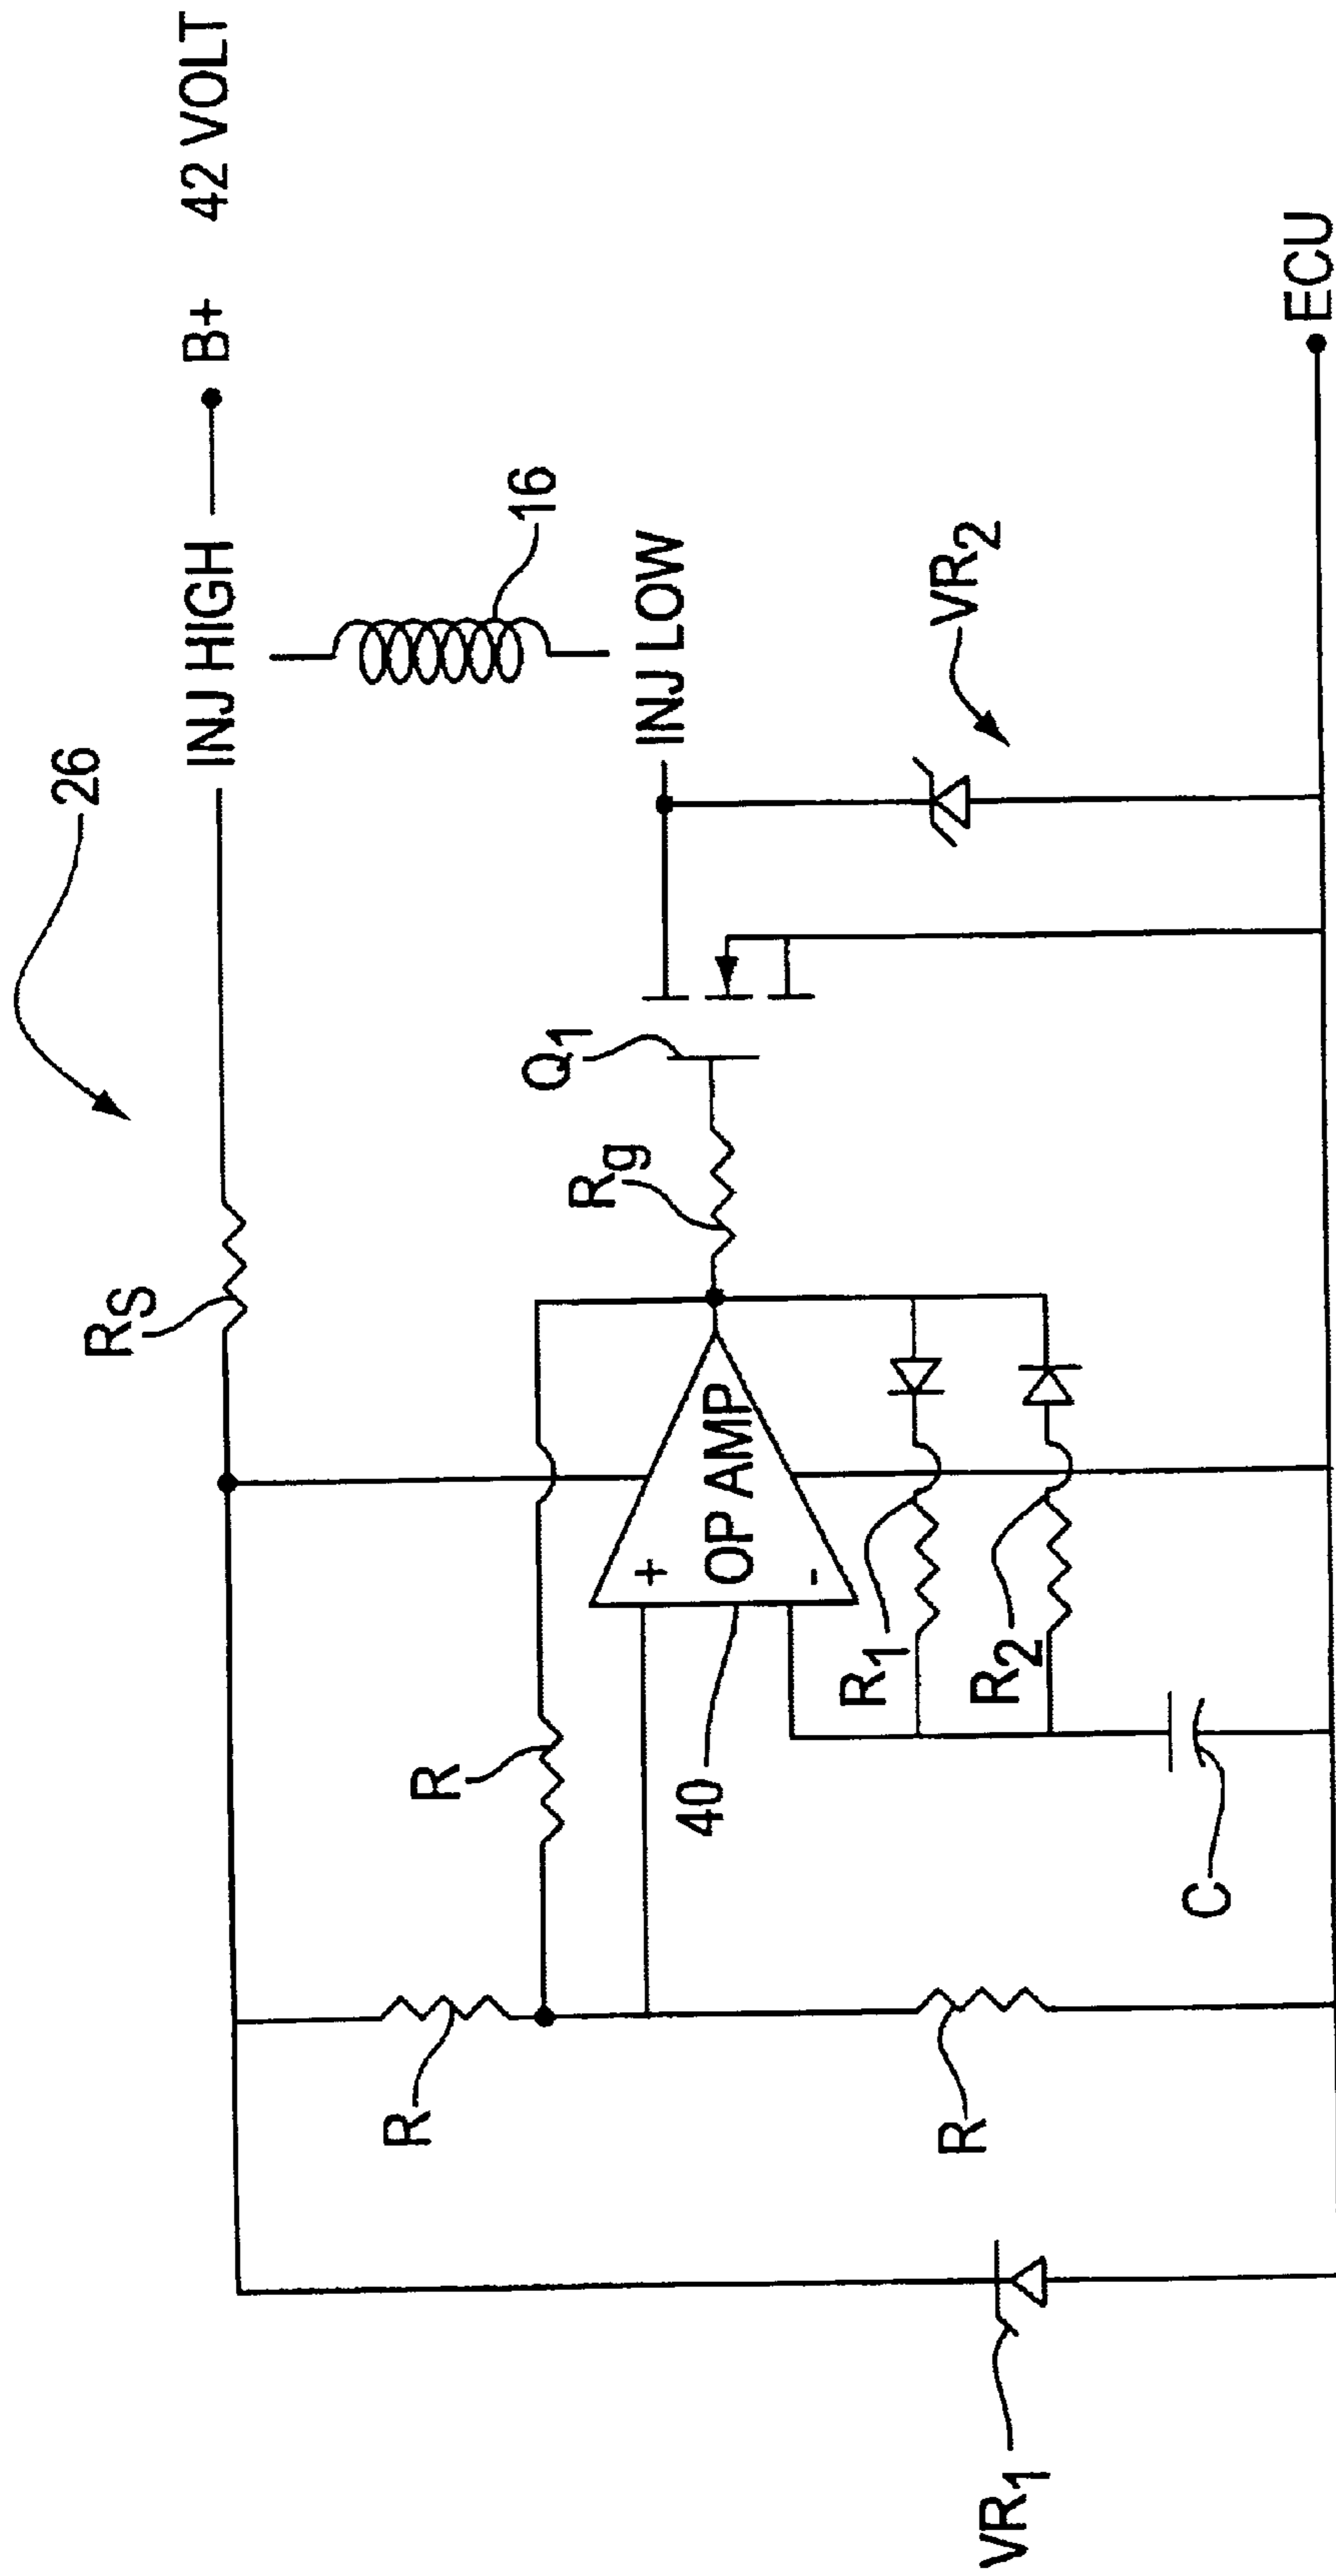 26
INJ HIGH
B+
42 VOLT
RS
16
INJ LOW
Q1
Rg
VR2
R
R
+
OP AMP
-
40
R1
R2
R
C
VR1
ECU